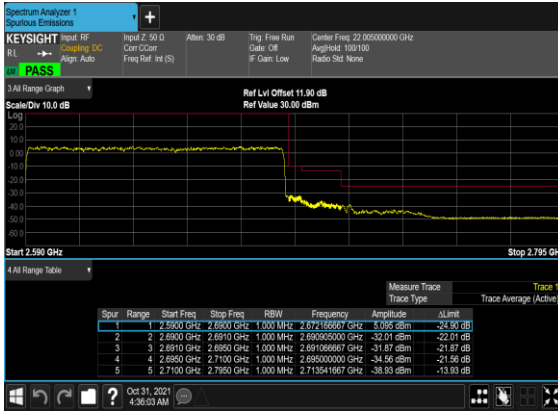 Spectrum Analyzer 1
Spurious Emissions
KEYSIGHT Input: RF Input Z: 50 Ω Atten: 30 dB Trig: Free Run Center Freq: 22.005000000 GHz
RL Coupling: DC Corr CCorr Gate: Off Avg|Hold: 100/100
Align: Auto Freq Ref: Int (S) IF Gain: Low Radio Std: None
PASS
3 All Range Graph
Ref Lvl Offset 11.90 dB
Scale/Div 10.0 dB Ref Value 30.00 dBm
Log
20.0
10.0
0.00
-10.0
-20.0
-30.0
-40.0
-50.0
-60.0
Start 2.590 GHz Stop 2.795 GH
4 All Range Table
Measure Trace Trace 1
Trace Type Trace Average (Active)
Spur Range Start Freq Stop Freq RBW Frequency Amplitude ΔLimit
1 1 2.5900 GHz 2.6900 GHz 1.000 MHz 2.672166667 GHz 5.095 dBm -24.90 dB
2 2 2.6900 GHz 2.6910 GHz 1.000 MHz 2.690905000 GHz -32.01 dBm -22.01 dB
3 3 2.6910 GHz 2.6950 GHz 1.000 MHz 2.691066667 GHz -31.87 dBm -21.87 dB
4 4 2.6950 GHz 2.7100 GHz 1.000 MHz 2.695000000 GHz -34.56 dBm -21.56 dB
5 5 2.7100 GHz 2.7950 GHz 1.000 MHz 2.713541667 GHz -38.93 dBm -13.93 dB
Oct 31, 2021
4:36:03 AM